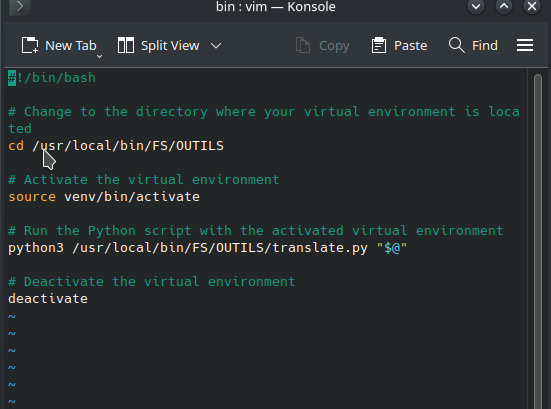 bin : vim — Konsole
New Tab
Split View
Copy
Paste
Find
#!/bin/bash
# Change to the directory where your virtual environment is loca
ted
cd /usr/local/bin/FS/OUTILS
# Activate the virtual environment
source venv/bin/activate
# Run the Python script with the activated virtual environment
python3 /usr/local/bin/FS/OUTILS/translate.py "$@"
# Deactivate the virtual environment
deactivate
~
~
~
~
~
~